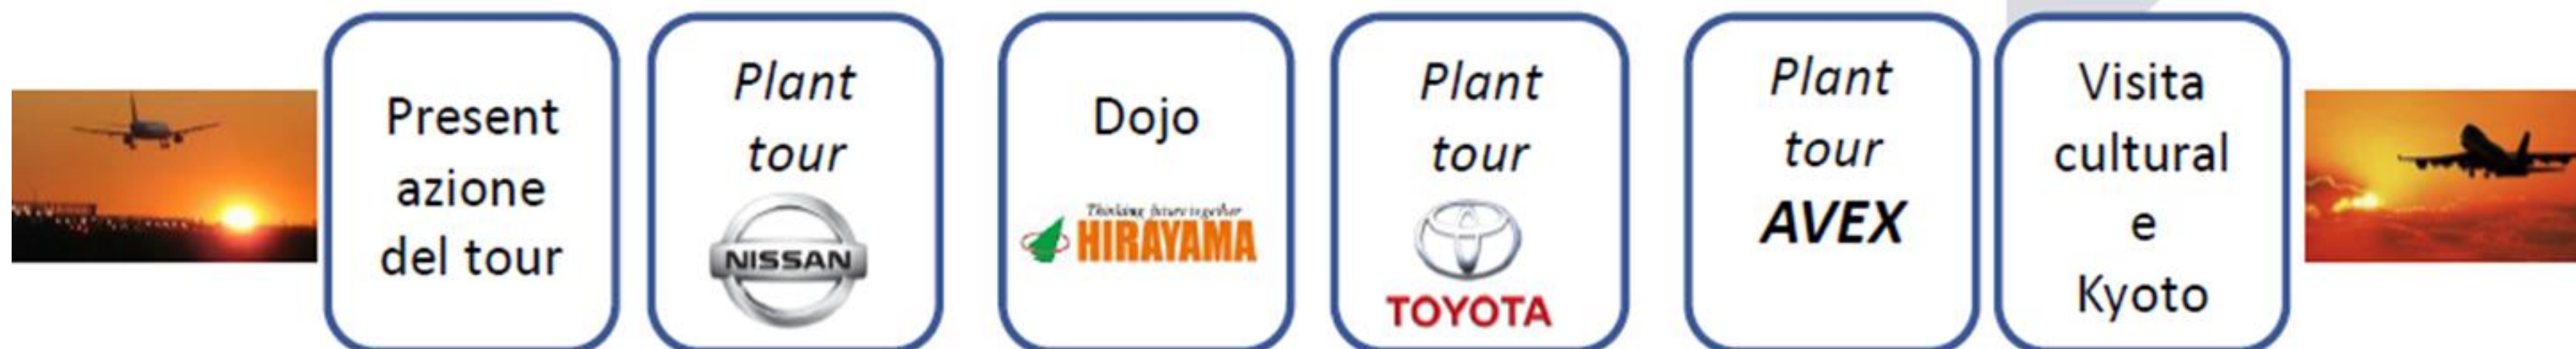 Present
azione
del tour
Plant
tour
NISSAN
Dojo
Thinking future together
HIRAYAMA
Plant
tour
TOYOTA
Plant
tour
AVEX
Visita
cultural
e
Kyoto